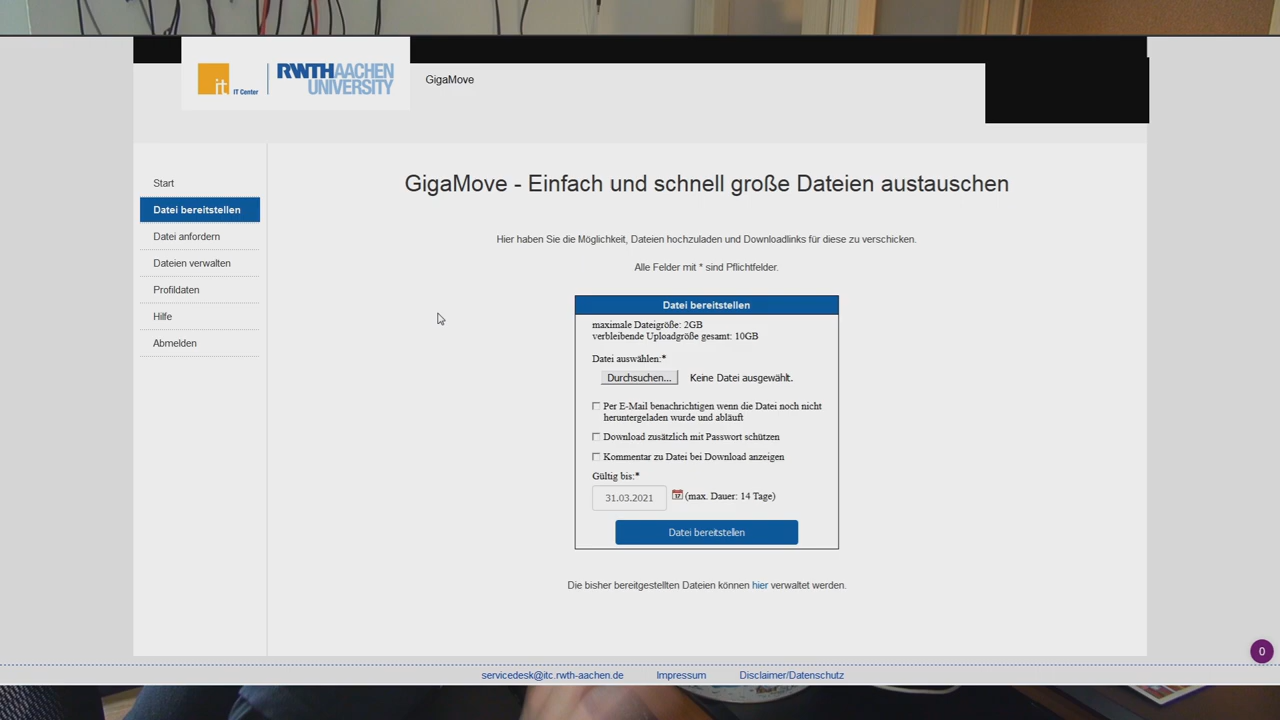 it IT Center
RWTHAACHEN
UNIVERSITY
GigaMove
Start
Datei bereitstellen
Datei anfordern
Dateien verwalten
Profildaten
Hilfe
Abmelden
GigaMove - Einfach und schnell große Dateien austauschen
Hier haben Sie die Möglichkeit, Dateien hochzuladen und Downloadlinks für diese zu verschicken.
Alle Felder mit * sind Pflichtfelder.
Datei bereitstellen
maximale Dateigröße: 2GB
verbleibende Uploadgröße gesamt: 10GB
Datei auswählen:*
Durchsuchen... Keine Datei ausgewählt.
Per E-Mail benachrichtigen wenn die Datei noch nicht
heruntergeladen wurde und abläuft
Download zusätzlich mit Passwort schützen
Kommentar zu Datei bei Download anzeigen
Gültig bis:*
31.03.2021 (max. Dauer: 14 Tage)
Datei bereitstellen
Die bisher bereitgestellten Dateien können hier verwaltet werden.
0
servicedesk@itc.rwth-aachen.de Impressum Disclaimer/Datenschutz